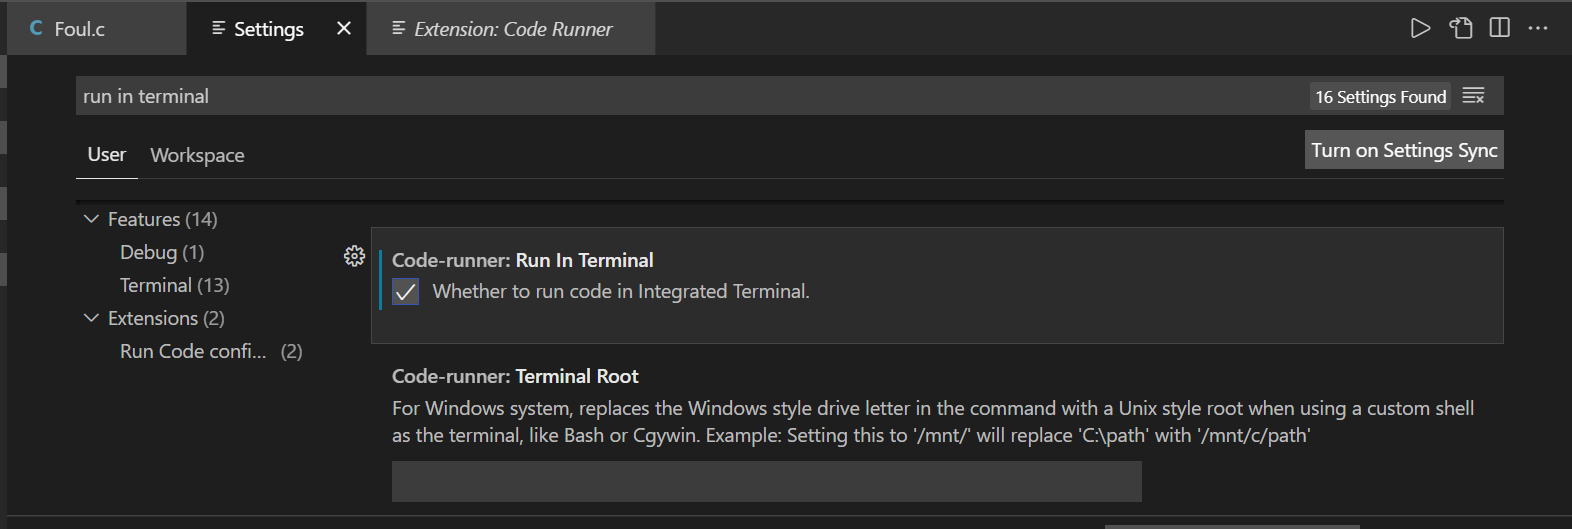 C Foul.c
Settings
Extension: Code Runner
run in terminal
16 Settings Found
User
Workspace
Turn on Settings Sync
Features (14)
Debug (1)
Terminal (13)
Extensions (2)
Run Code confi... (2)
Code-runner: Run In Terminal
Whether to run code in Integrated Terminal.
Code-runner: Terminal Root
For Windows system, replaces the Windows style drive letter in the command with a Unix style root when using a custom shell
as the terminal, like Bash or Cgywin. Example: Setting this to '/mnt/' will replace 'C:\path' with '/mnt/c/path'